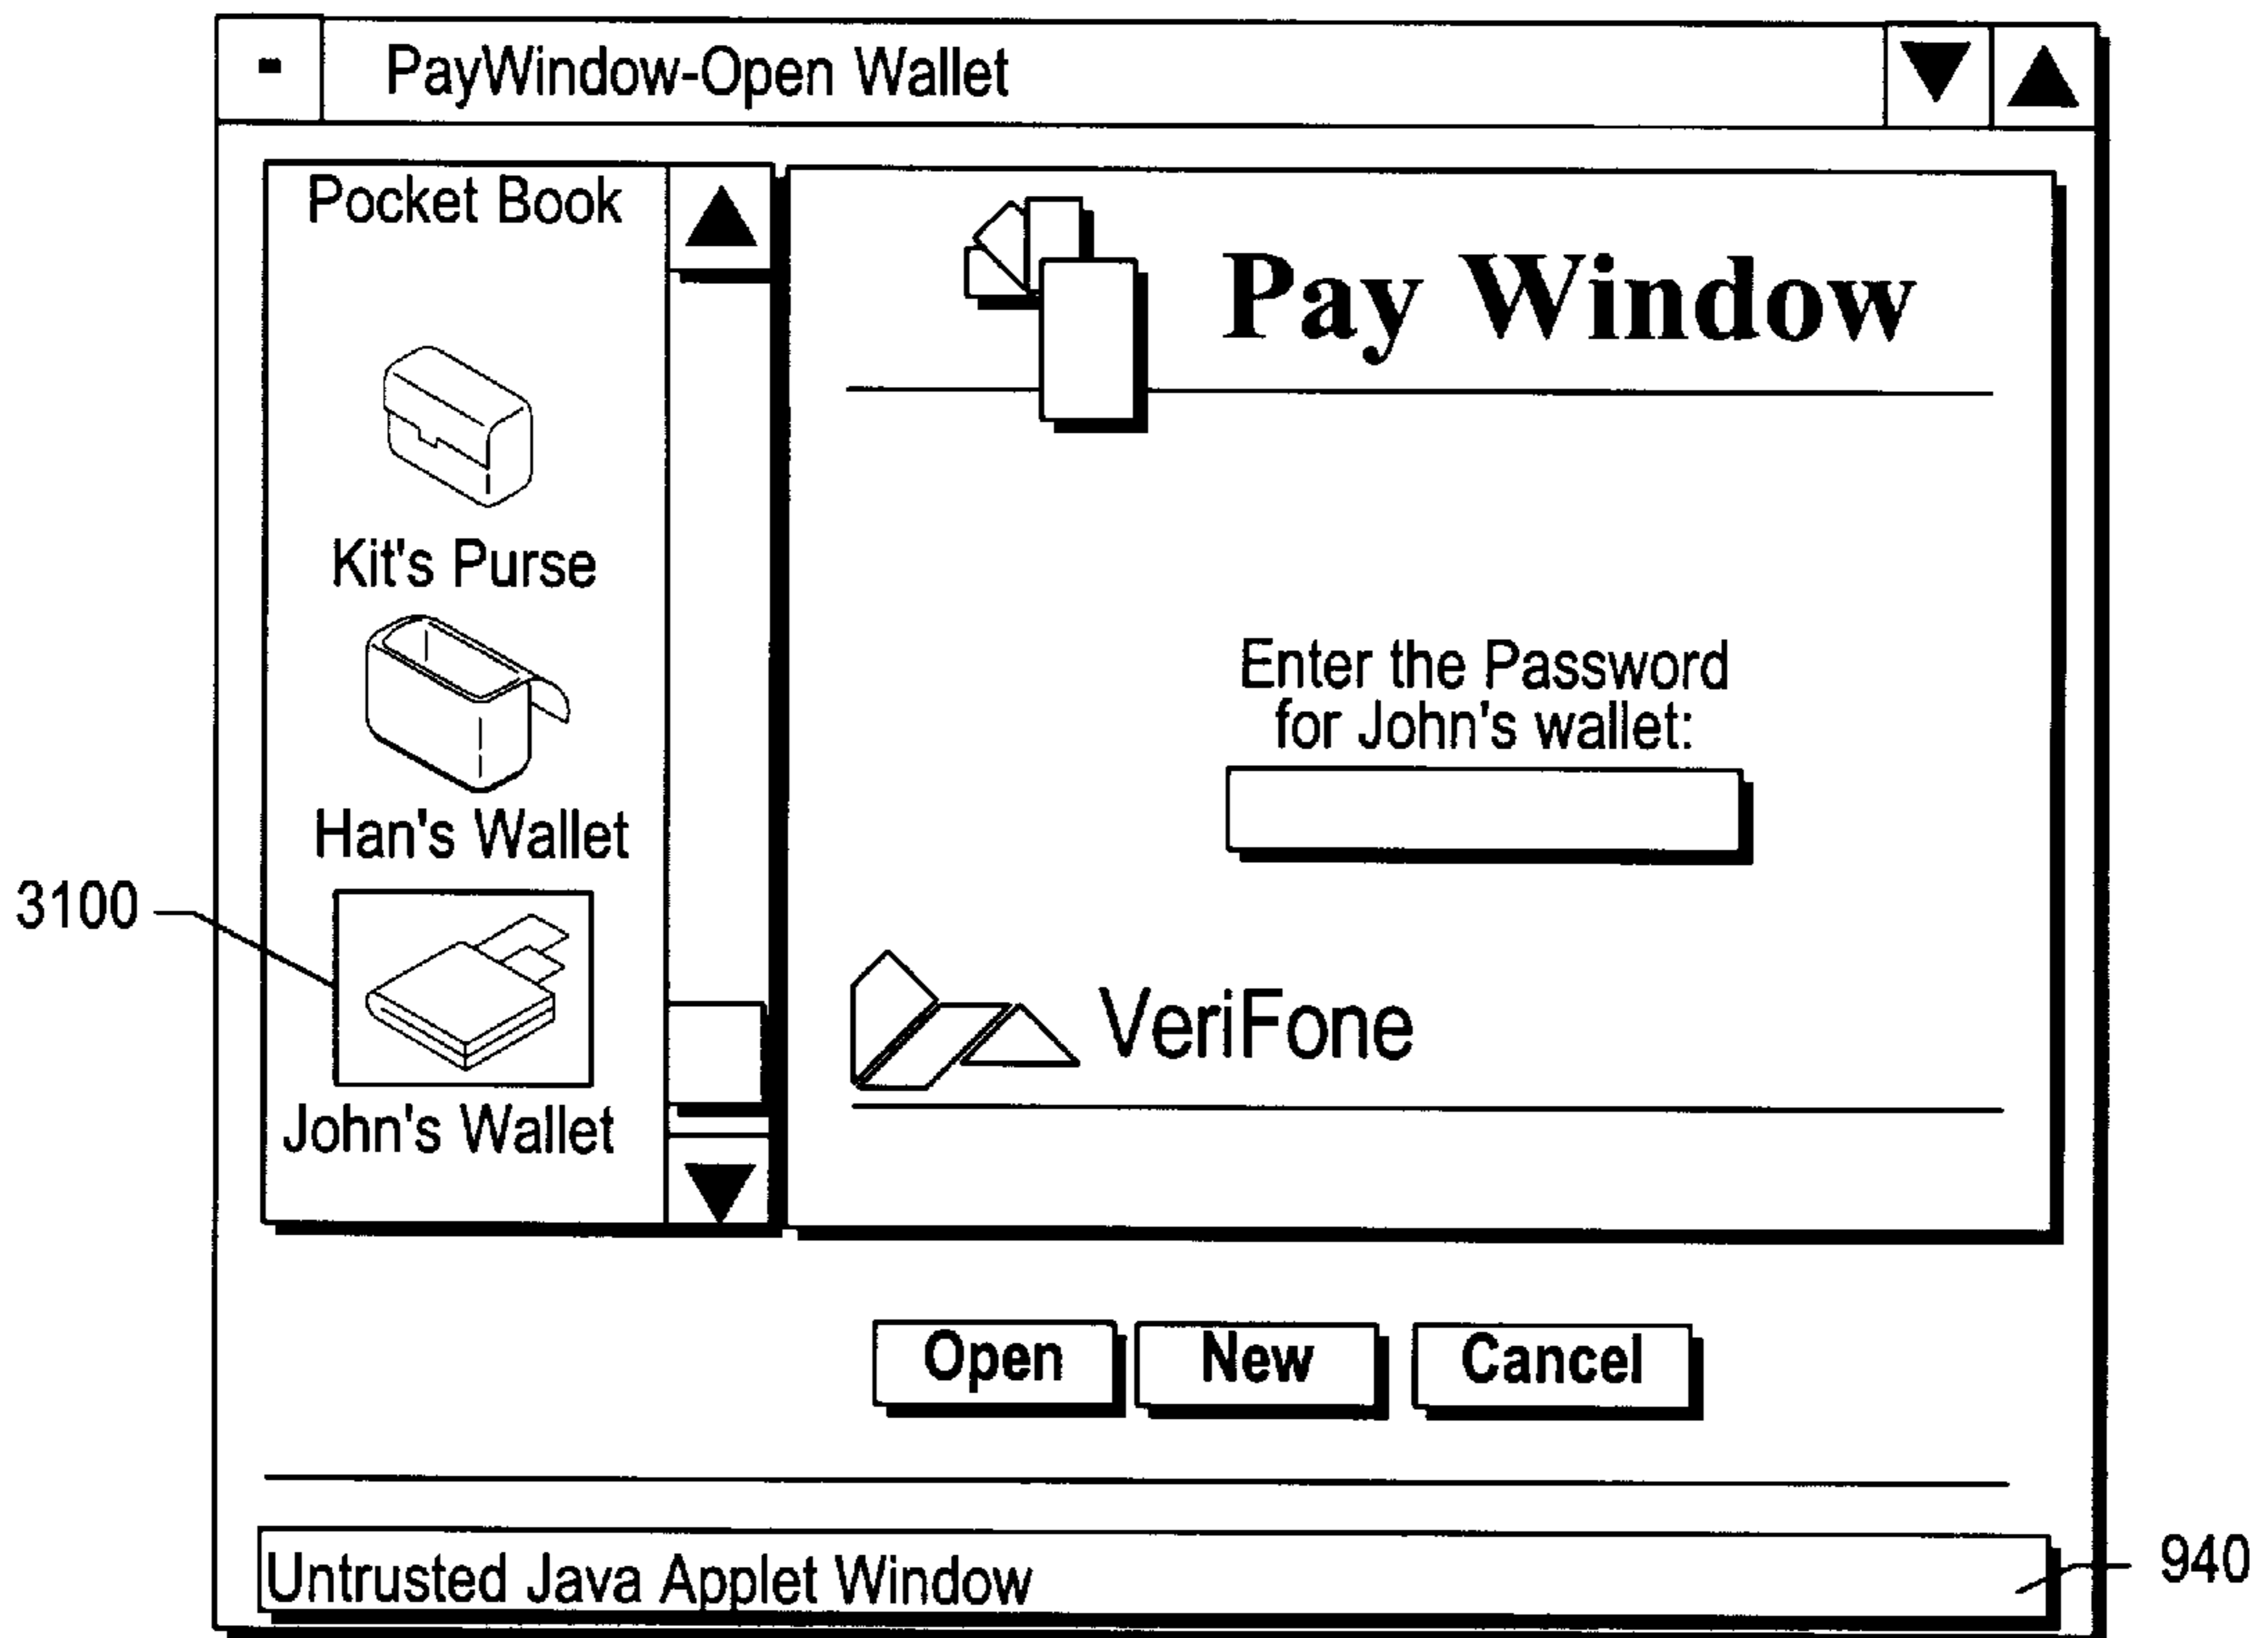 PayWindow-Open Wallet
Pocket Book
Kit's Purse
Han's Wallet
3100
John's Wallet
Pay Window
Enter the Password
for John's wallet:
VeriFone
Open
New
Cancel
Untrusted Java Applet Window
940